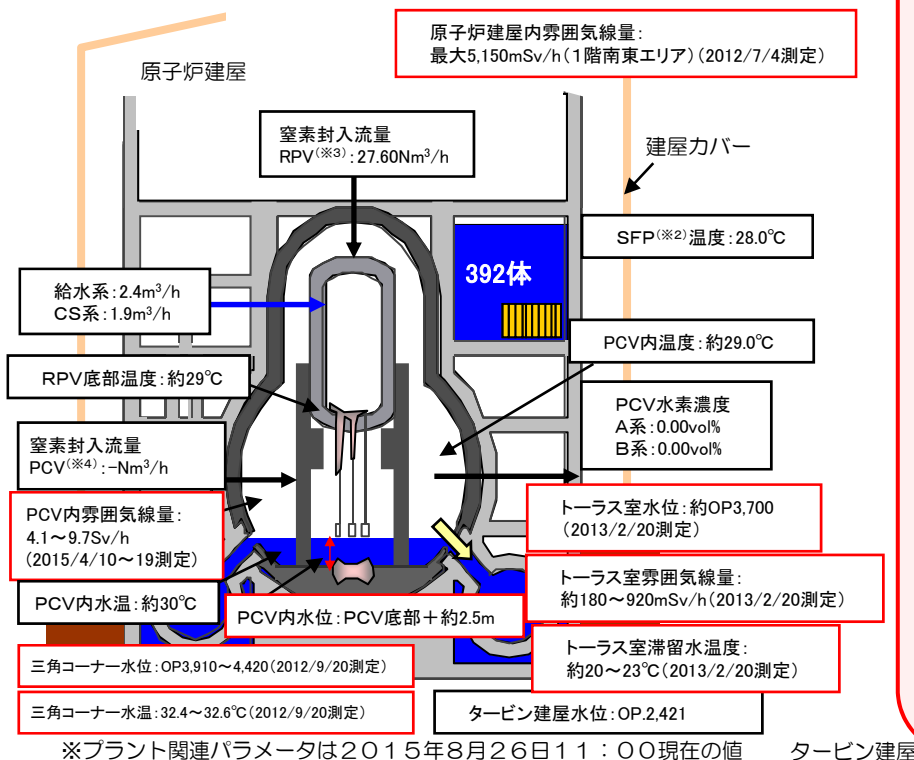 原子炉建屋内雰囲気線量:
最大5,150mSv/h(1階南東エリア)(2012/7/4測定)
原子炉建屋
窒素封入流量
RPV(※3):27.60Nm³/h
建屋カバー
SFP(※2)温度:28.0℃
392体
給水系:2.4m³/h
CS系:1.9m³/h
PCV内温度:約29.0℃
RPV底部温度:約29℃
PCV水素濃度
A系:0.00vol%
B系:0.00vol%
窒素封入流量
PCV(※4):-Nm³/h
PCV内雰囲気線量:
4.1~9.7Sv/h
(2015/4/10~19測定)
トーラス室水位:約OP3,700
(2013/2/20測定)
トーラス室雰囲気線量:
約180~920mSv/h(2013/2/20測定)
PCV内水温:約30℃
PCV内水位:PCV底部+約2.5m
トーラス室滞留水温度:
約20~23℃(2013/2/20測定)
三角コーナー水位:OP3,910~4,420(2012/9/20測定)
三角コーナー水温:32.4~32.6℃(2012/9/20測定)
タービン建屋水位:OP.2,421
※プラント関連パラメータは2015年8月26日11:00現在の値
タービン建屋